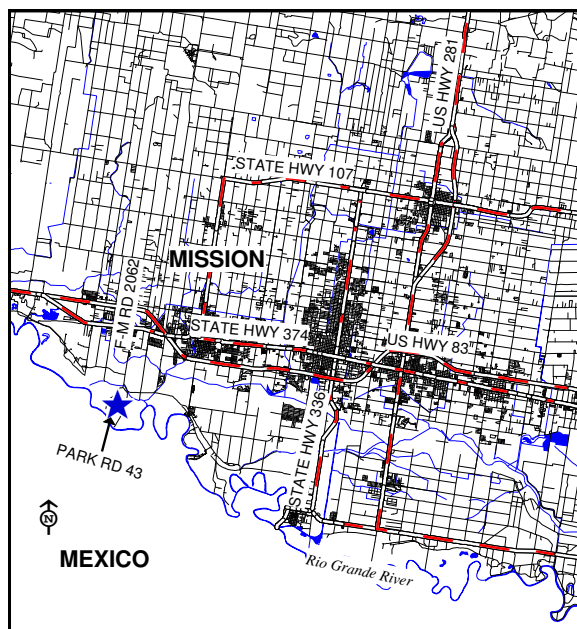 US HWY 281
STATE HWY 107
MISSION
F-M RD 2062
STATE HWY 374
US HWY 83
STATE HWY 336
PARK RD 43
N
MEXICO
Rio Grande River